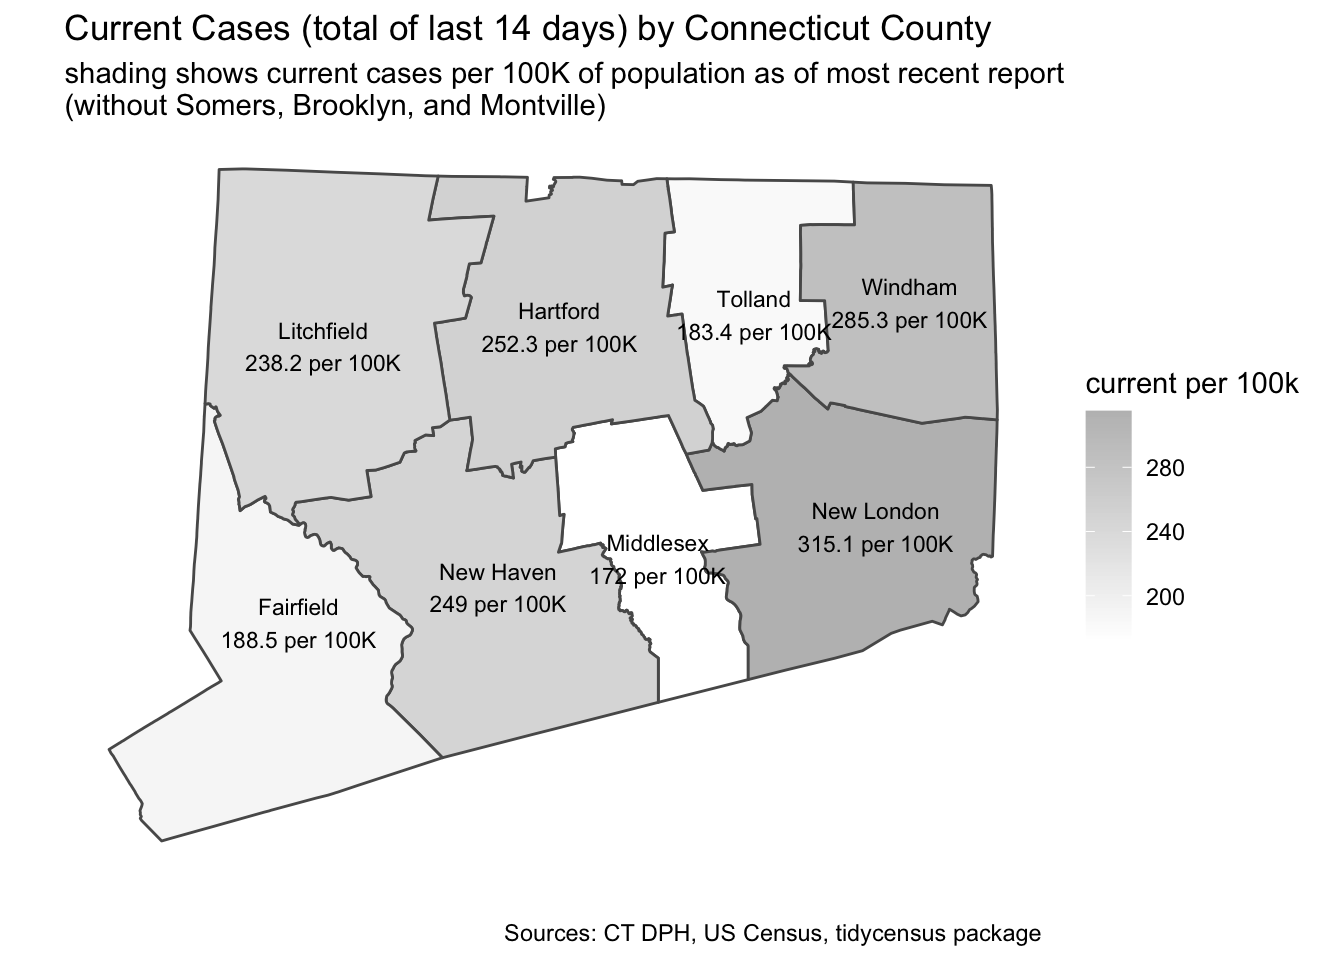 Current Cases (total of last 14 days) by Connecticut County
shading shows current cases per 100K of population as of most recent report
(without Somers, Brooklyn, and Montville)
Litchfield
238.2 per 100K
Hartford
252.3 per 100K
Tolland
183.4 per 100K
Windham
285.3 per 100K
New London
315.1 per 100K
Middlesex
172 per 100K
New Haven
249 per 100K
Fairfield
188.5 per 100K
current per 100k
280
240
200
Sources: CT DPH, US Census, tidycensus package